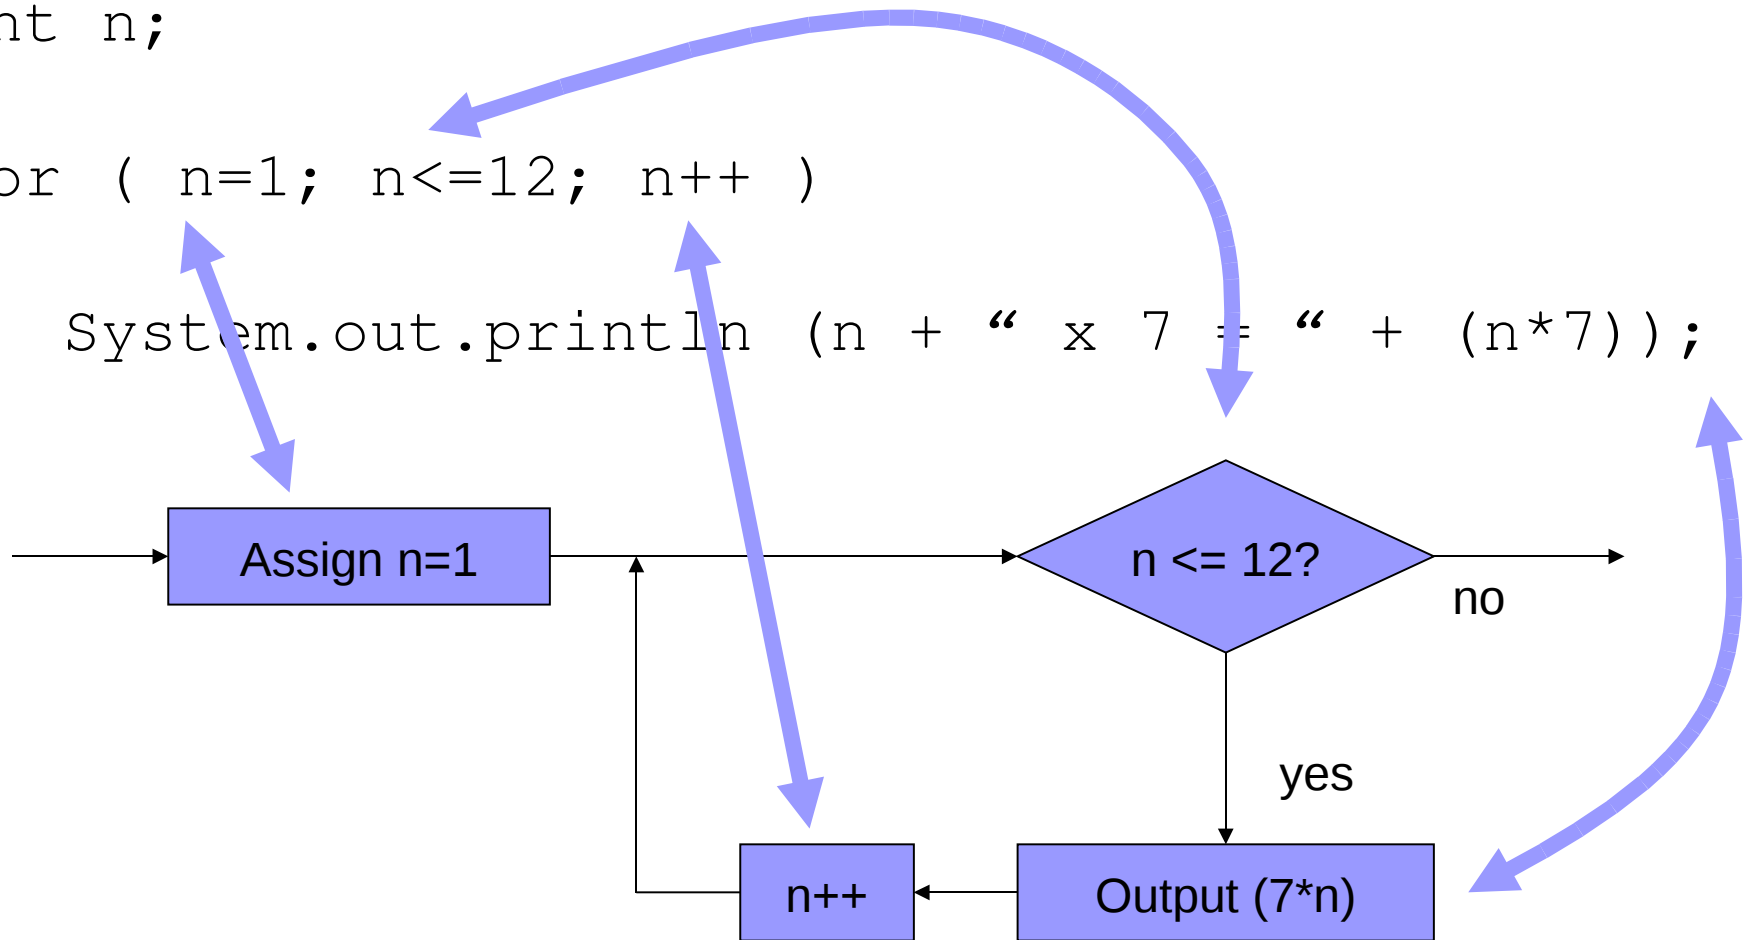 nt n;
or ( n=1; n<=12; n++ )
System.out.println (n + “ x 7 = “ + (n*7));
Assign n=1
n <= 12?
no
yes
n++
Output (7*n)